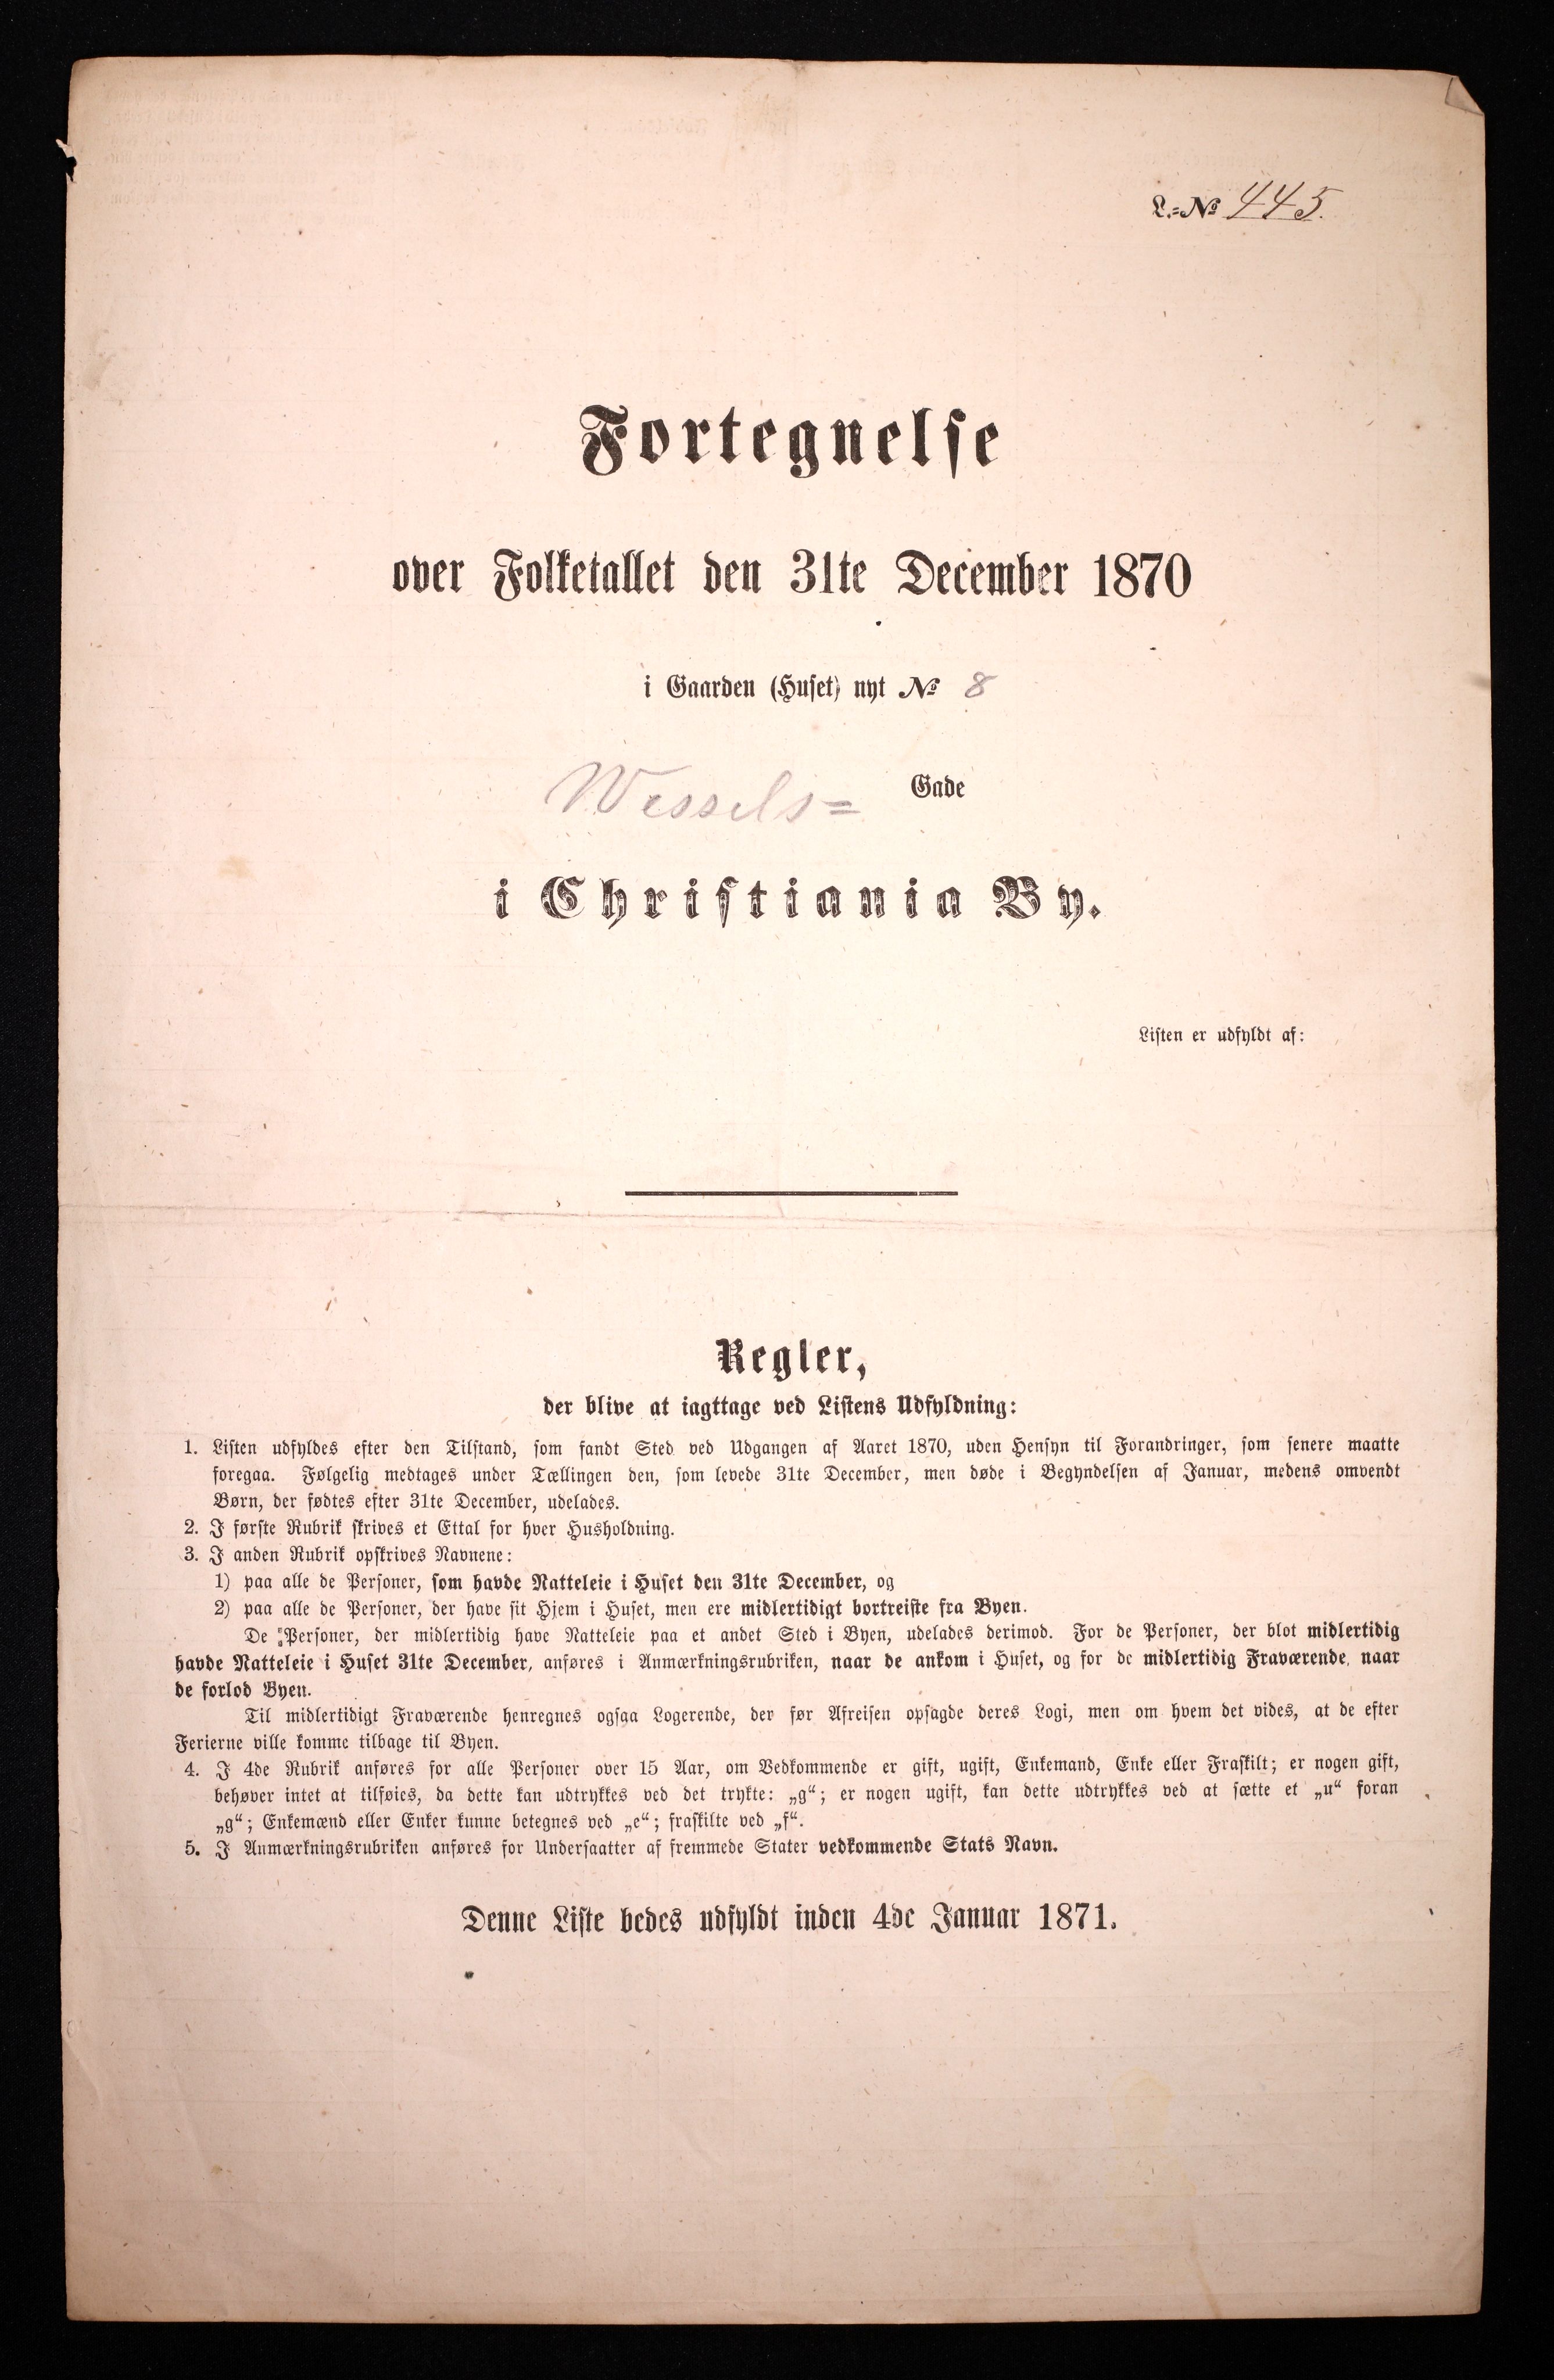 L.=№ 445.
Fortegnelse
over Folketallet den 31te December 1870
i Gaarden (Huset) nyt № 8
Wessels= Gade
i Christiania By.
Listen er udfyldt af:
Regler,
der blive at iagttage ved Listens Udfyldning:
1. Listen udfyldes efter den Tilstand, som fandt Sted ved Udgangen af Aaret 1870, uden Hensyn til Forandringer, som senere maatte
foregaa. Følgelig medtages under Tællingen den, som levede 31te December, men døde i Begyndelsen af Januar, medens omvendt
Børn, der fødtes efter 31te December, udelades.
2. I første Rubrik skrives et Ettal for hver Husholdning.
3. I anden Rubrik opskrives Navnene:
1) paa alle de Personer, som havde Natteleie i Huset den 31te December, og
2) paa alle de Personer, der have sit Hjem i Huset, men ere midlertidigt bortreiste fra Byen.
De Personer, der midlertidig have Natteleie paa et andet Sted i Byen, udelades derimod. For de Personer, der blot midlertidig
havde Natteleie i Huset 31te December, anføres i Anmærkningsrubriken, naar de ankom i Huset, og for de midlertidig Fraværende, naar
de forlod Byen.
Til midlertidigt Fraværende henregnes ogsaa Logerende, der før Afreisen opsagde deres Logi, men om hvem det vides, at de efter
Ferierne ville komme tilbage til Byen.
4. I 4de Rubrik anføres for alle Personer over 15 Aar, om Vedkommende er gift, ugift, Enkemand, Enke eller Fraskilt; er nogen gift,
behøver intet at tilføies, da dette kan udtrykkes ved det trykte: „g“; er nogen ugift, kan dette udtrykkes ved at sætte et „u“ foran
„g“; Enkemænd eller Enker kunne betegnes ved „e“; fraskilte ved „f“.
5. I Anmærkningsrubriken anføres for Undersaatter af fremmede Stater vedkommende Stats Navn.
Denne Liste bedes udfyldt inden 4de Januar 1871.